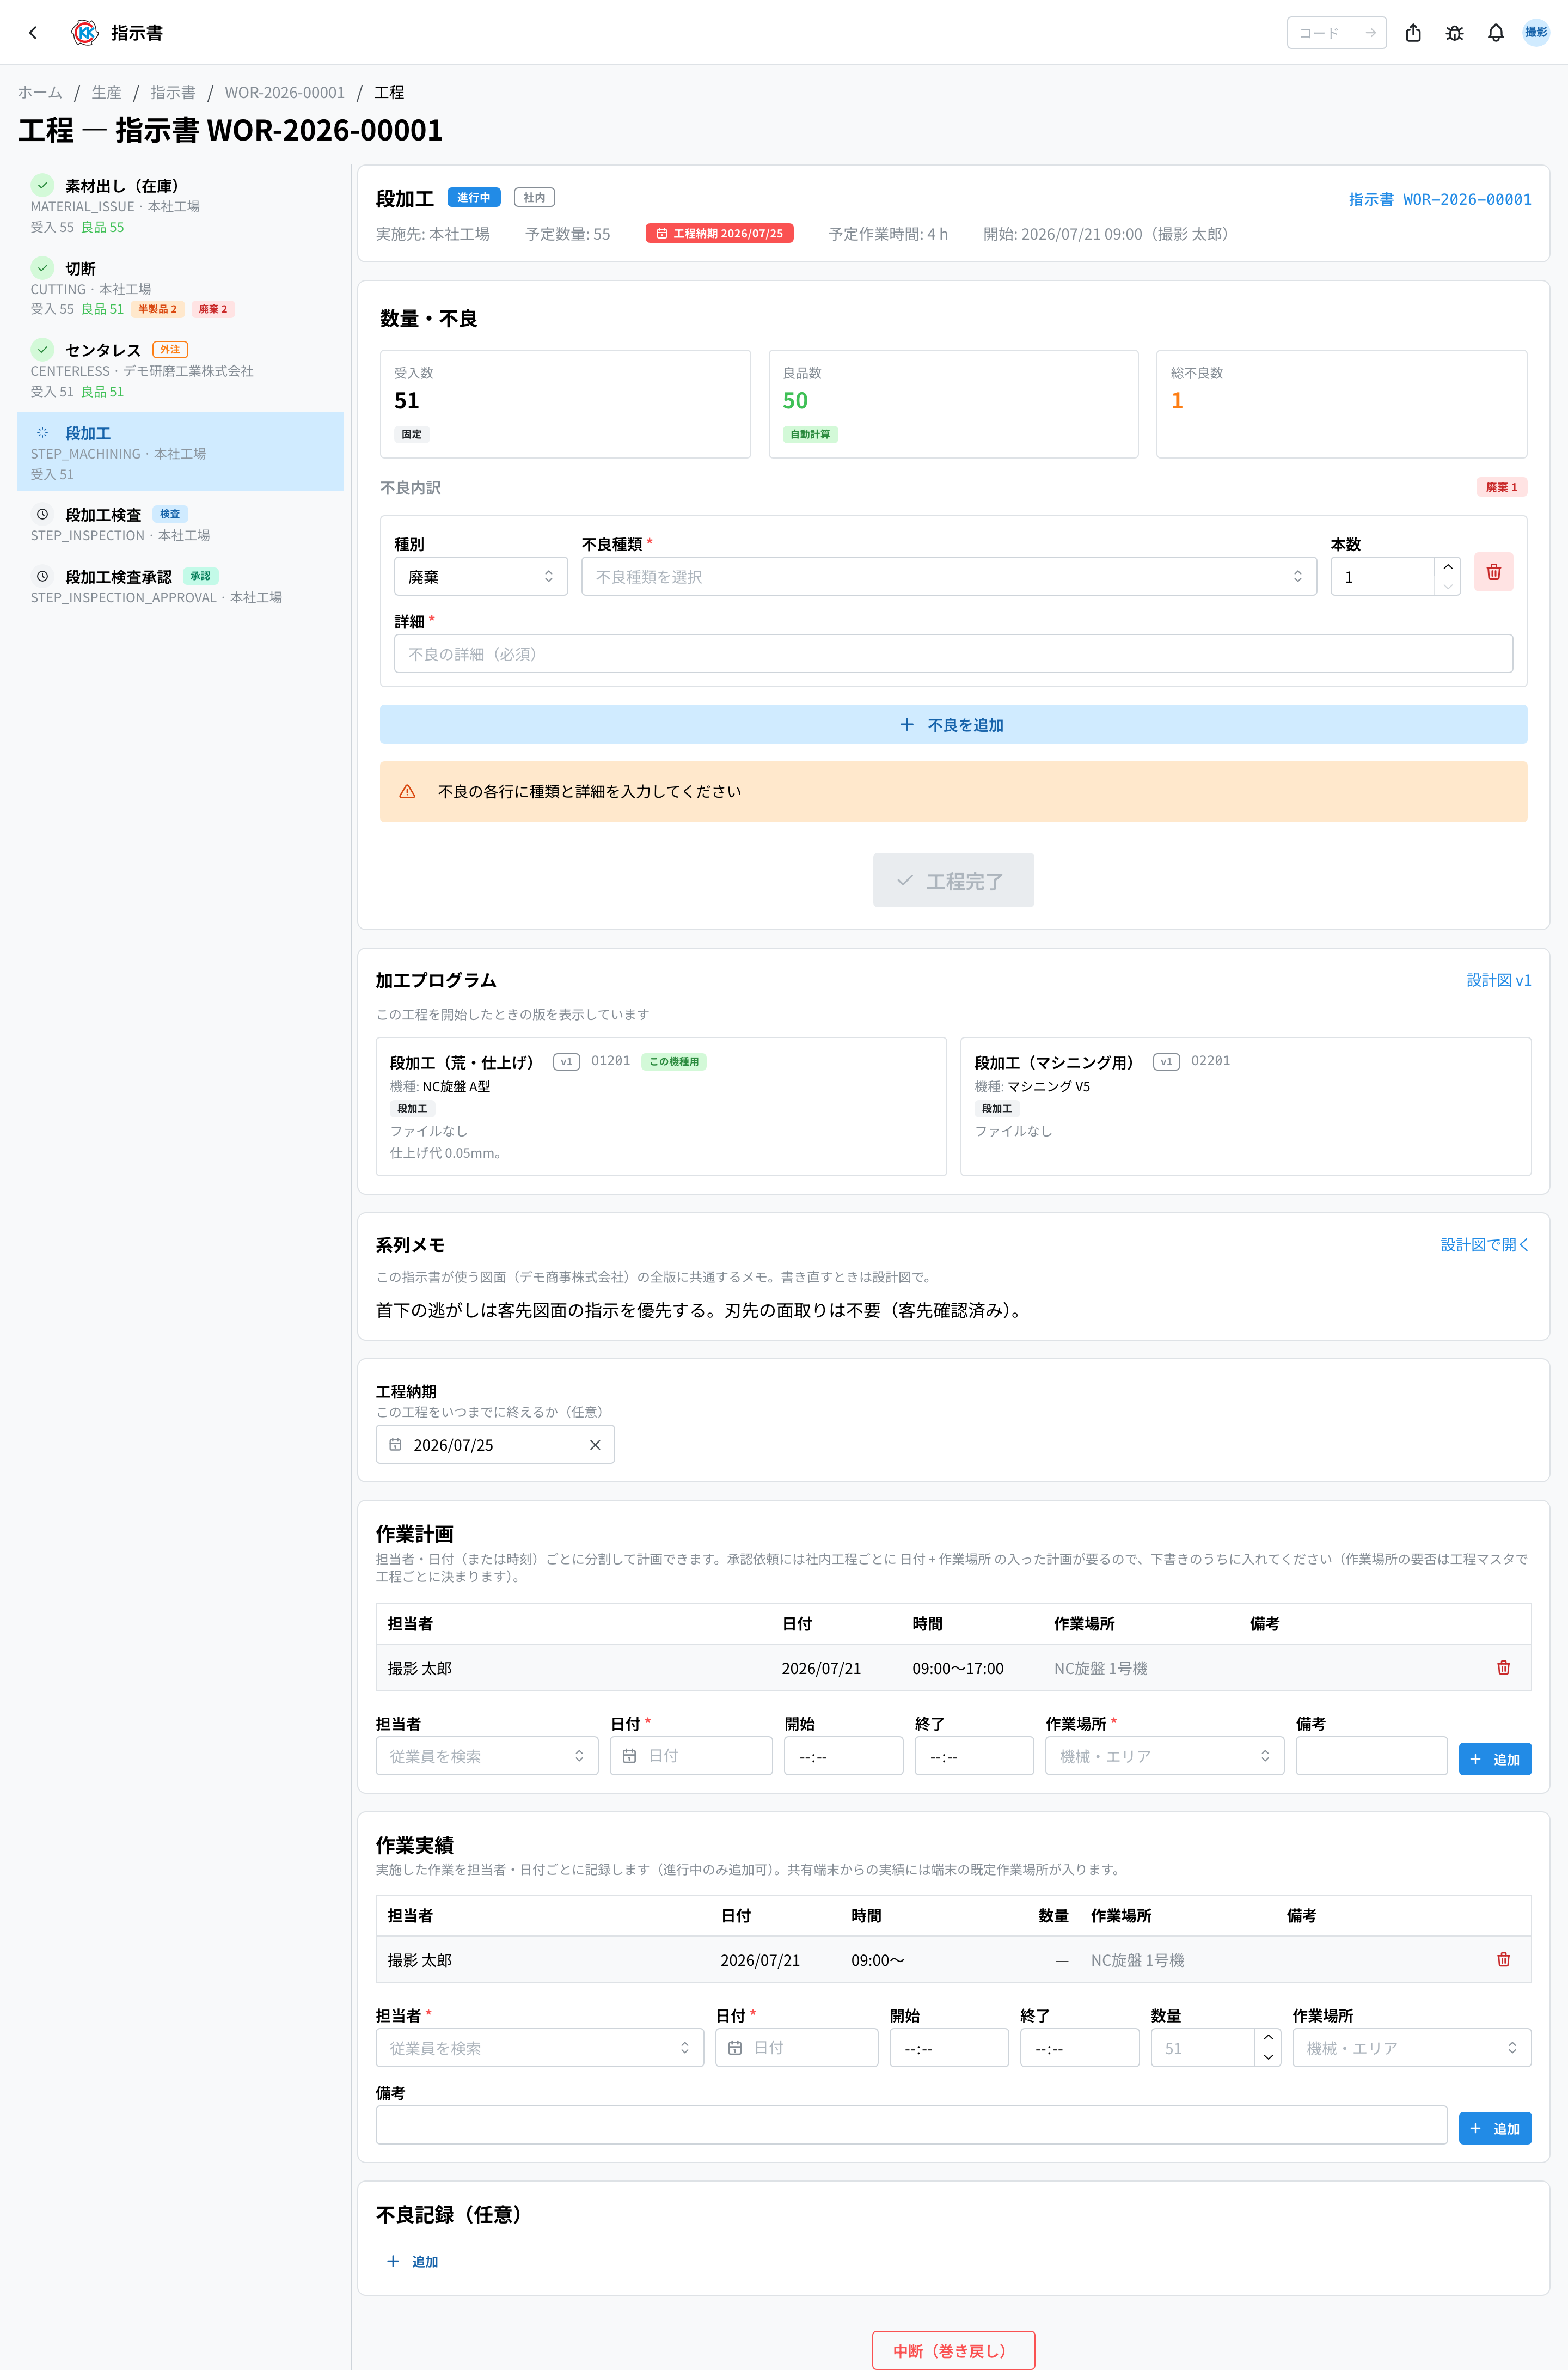 指示書
コード
撮影
ホーム / 生産 / 指示書 / WOR-2026-00001 / 工程
工程 — 指示書 WOR-2026-00001
素材出し（在庫）
MATERIAL_ISSUE · 本社工場
受入 55 良品 55
切断
CUTTING · 本社工場
受入 55 良品 51 半製品 2 廃棄 2
センタレス 外注
CENTERLESS · デモ研磨工業株式会社
受入 51 良品 51
段加工
STEP_MACHINING · 本社工場
受入 51
段加工検査 検査
STEP_INSPECTION · 本社工場
段加工検査承認 承認
STEP_INSPECTION_APPROVAL · 本社工場
段加工 進行中 社内 指示書 WOR-2026-00001
実施先: 本社工場 予定数量: 55 工程納期 2026/07/25 予定作業時間: 4 h 開始: 2026/07/21 09:00（撮影 太郎）
数量・不良
受入数
51
固定
良品数
50
自動計算
総不良数
1
不良内訳 廃棄 1
種別 不良種類 * 本数
廃棄 不良種類を選択 1
詳細 *
不良の詳細（必須）
+ 不良を追加
不良の各行に種類と詳細を入力してください
工程完了
加工プログラム 設計図 v1
この工程を開始したときの版を表示しています
段加工（荒・仕上げ） v1 O1201 この機種用
機種: NC旋盤 A型
段加工
ファイルなし
仕上げ代 0.05mm。
段加工（マシニング用） v1 O2201
機種: マシニング V5
段加工
ファイルなし
系列メモ 設計図で開く
この指示書が使う図面（デモ商事株式会社）の全版に共通するメモ。書き直すときは設計図で。
首下の逃がしは客先図面の指示を優先する。刃先の面取りは不要（客先確認済み）。
工程納期
この工程をいつまでに終えるか（任意）
2026/07/25
作業計画
担当者・日付（または時刻）ごとに分割して計画できます。承認依頼には社内工程ごとに 日付 + 作業場所 の入った計画が要るので、下書きのうちに入れてください（作業場所の要否は工程マスタで
工程ごとに決まります）。
担当者 日付 時間 作業場所 備考
撮影 太郎 2026/07/21 09:00〜17:00 NC旋盤 1号機
担当者 日付 * 開始 終了 作業場所 * 備考
従業員を検索 日付 --:-- --:-- 機械・エリア + 追加
作業実績
実施した作業を担当者・日付ごとに記録します（進行中のみ追加可）。共有端末からの実績には端末の既定作業場所が入ります。
担当者 日付 時間 数量 作業場所 備考
撮影 太郎 2026/07/21 09:00〜 — NC旋盤 1号機
担当者 * 日付 * 開始 終了 数量 作業場所
従業員を検索 日付 --:-- --:-- 51 機械・エリア
備考
+ 追加
不良記録（任意）
+ 追加
中断（巻き戻し）